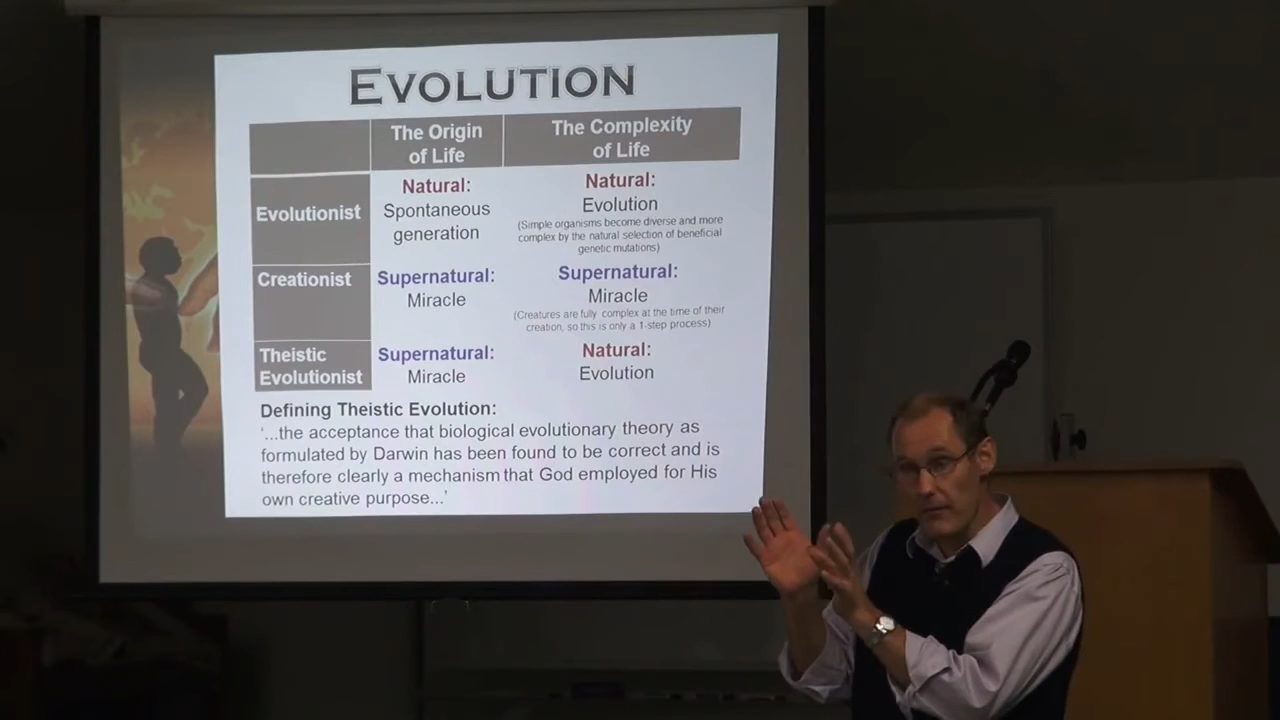 EVOLUTION
The Origin
of Life
The Complexity
of Life
Evolutionist
Natural:
Spontaneous
generation
Natural:
Evolution
(Simple organisms become diverse and more
complex by the natural selection of beneficial
genetic mutations)
Creationist
Supernatural:
Miracle
Supernatural:
Miracle
(Creatures are fully complex at the time of their
creation, so this is only a 1-step process)
Theistic
Evolutionist
Supernatural:
Miracle
Natural:
Evolution
Defining Theistic Evolution:
'...the acceptance that biological evolutionary theory as
formulated by Darwin has been found to be correct and is
therefore clearly a mechanism that God employed for His
own creative purpose...'